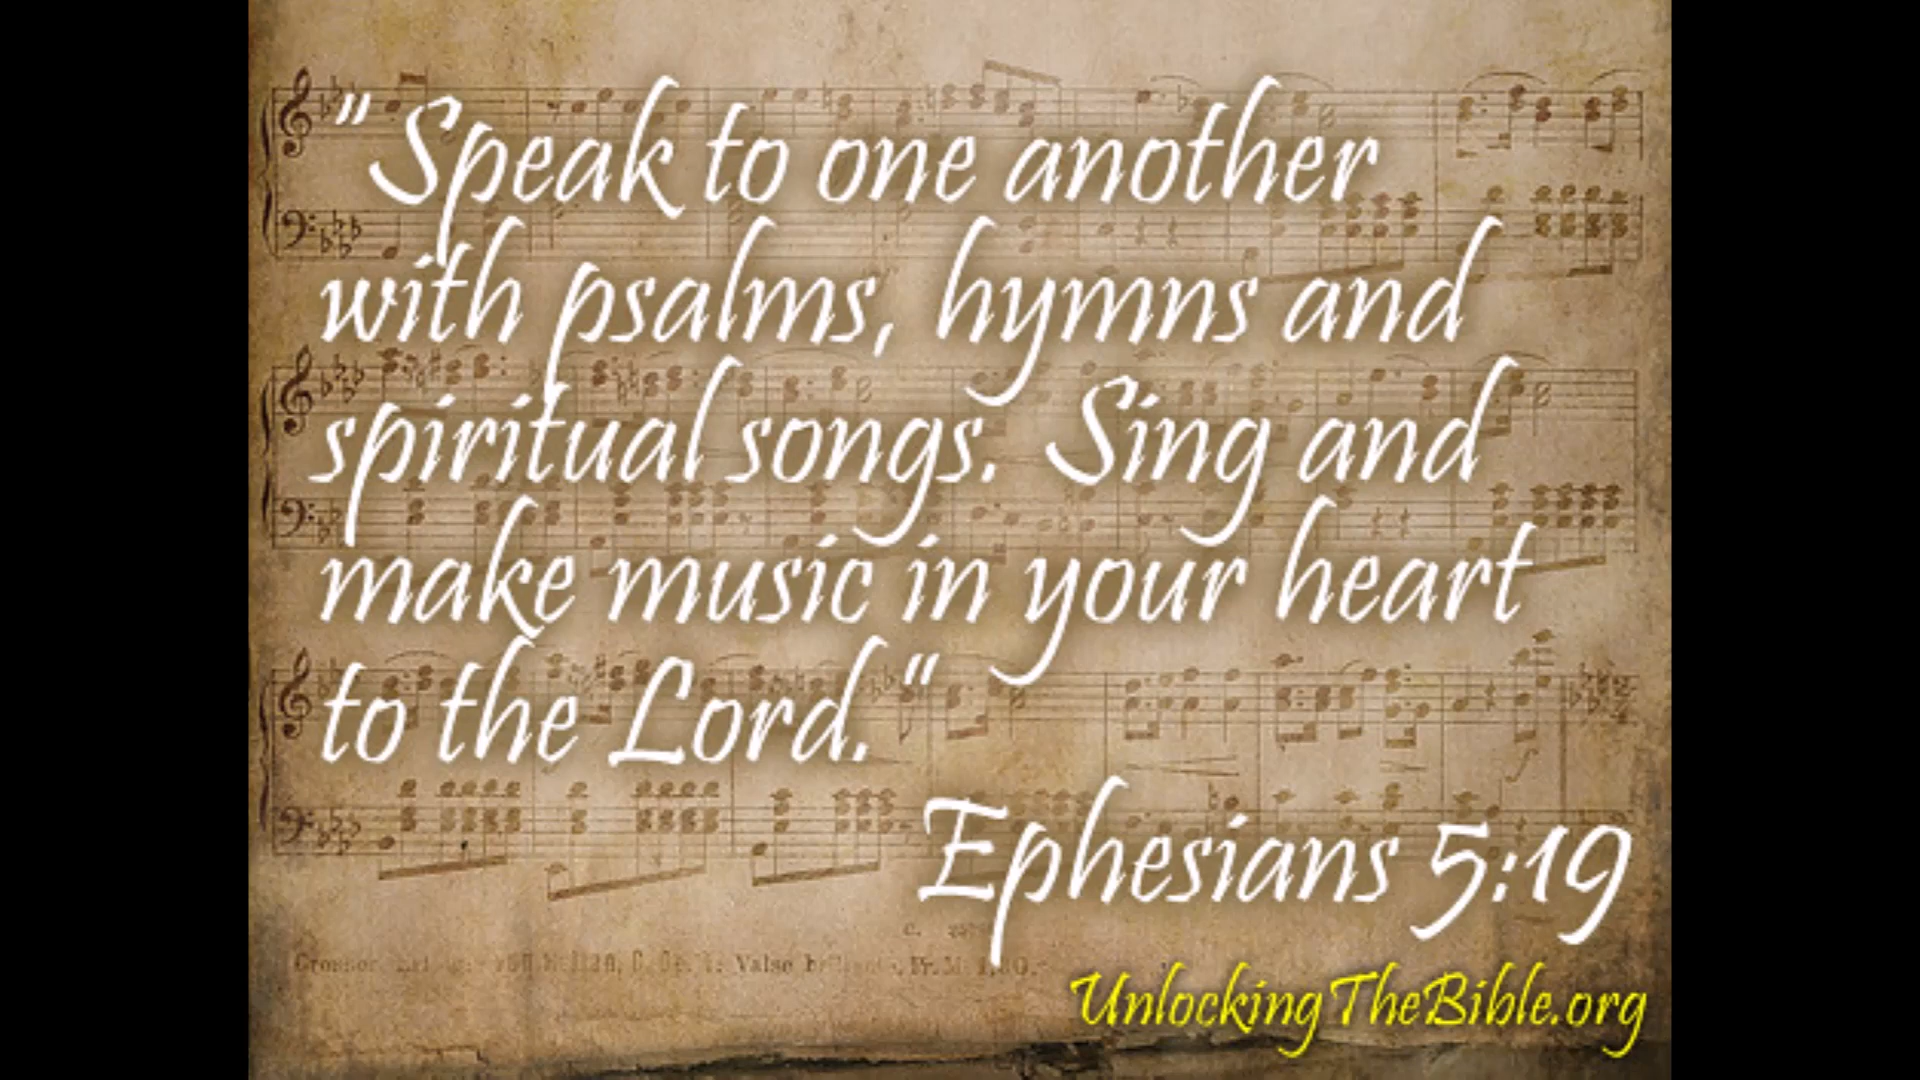 "Speak to one another
with psalms, hymns and
spiritual songs. Sing and
make music in your heart
to the Lord."
Ephesians 5:19
UnlockingTheBible.org